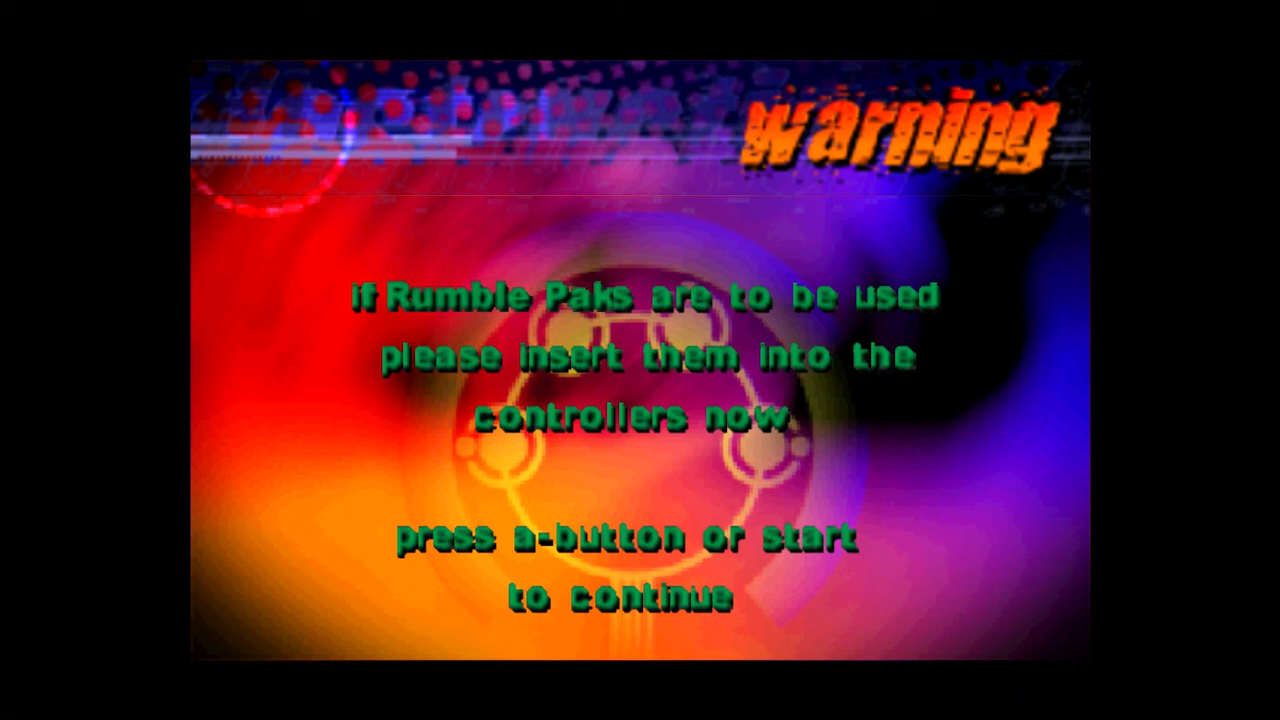 warning
if Rumble Paks are to be used
please insert them into the
controllers now
press a-button or start
to continue